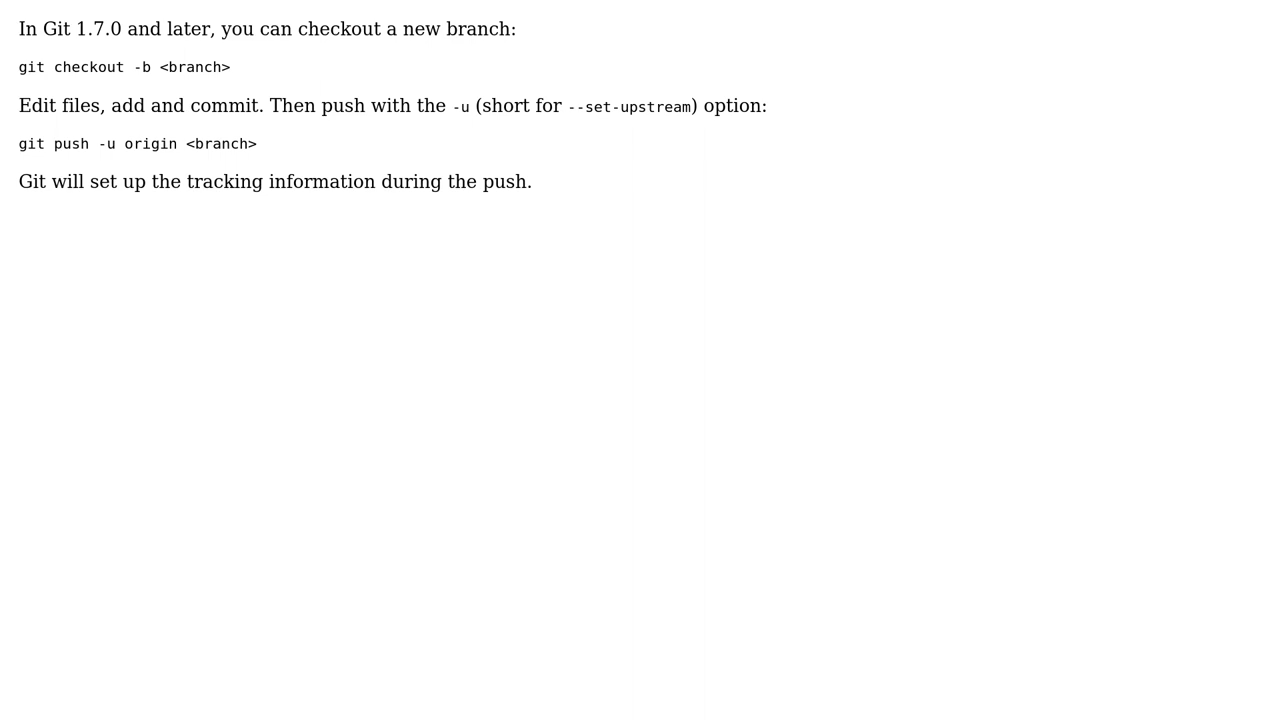 In Git 1.7.0 and later, you can checkout a new branch:
git checkout -b <branch>
Edit files, add and commit. Then push with the -u (short for --set-upstream) option:
git push -u origin <branch>
Git will set up the tracking information during the push.